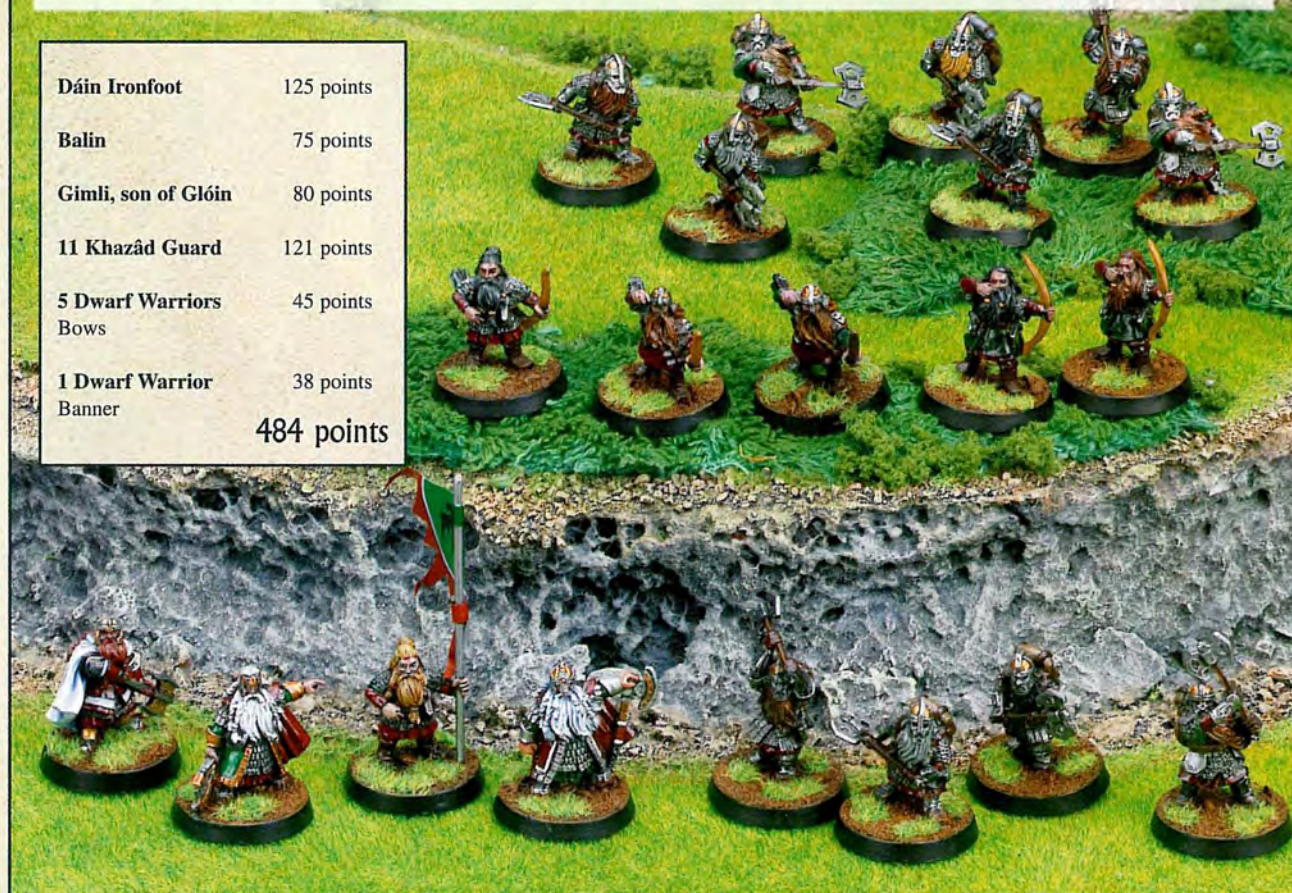 Dáin Ironfoot 125 points
Balin 75 points
Gimli, son of Glóin 80 points
11 Khazâd Guard 121 points
5 Dwarf Warriors 45 points
Bows
1 Dwarf Warrior 38 points
Banner
484 points